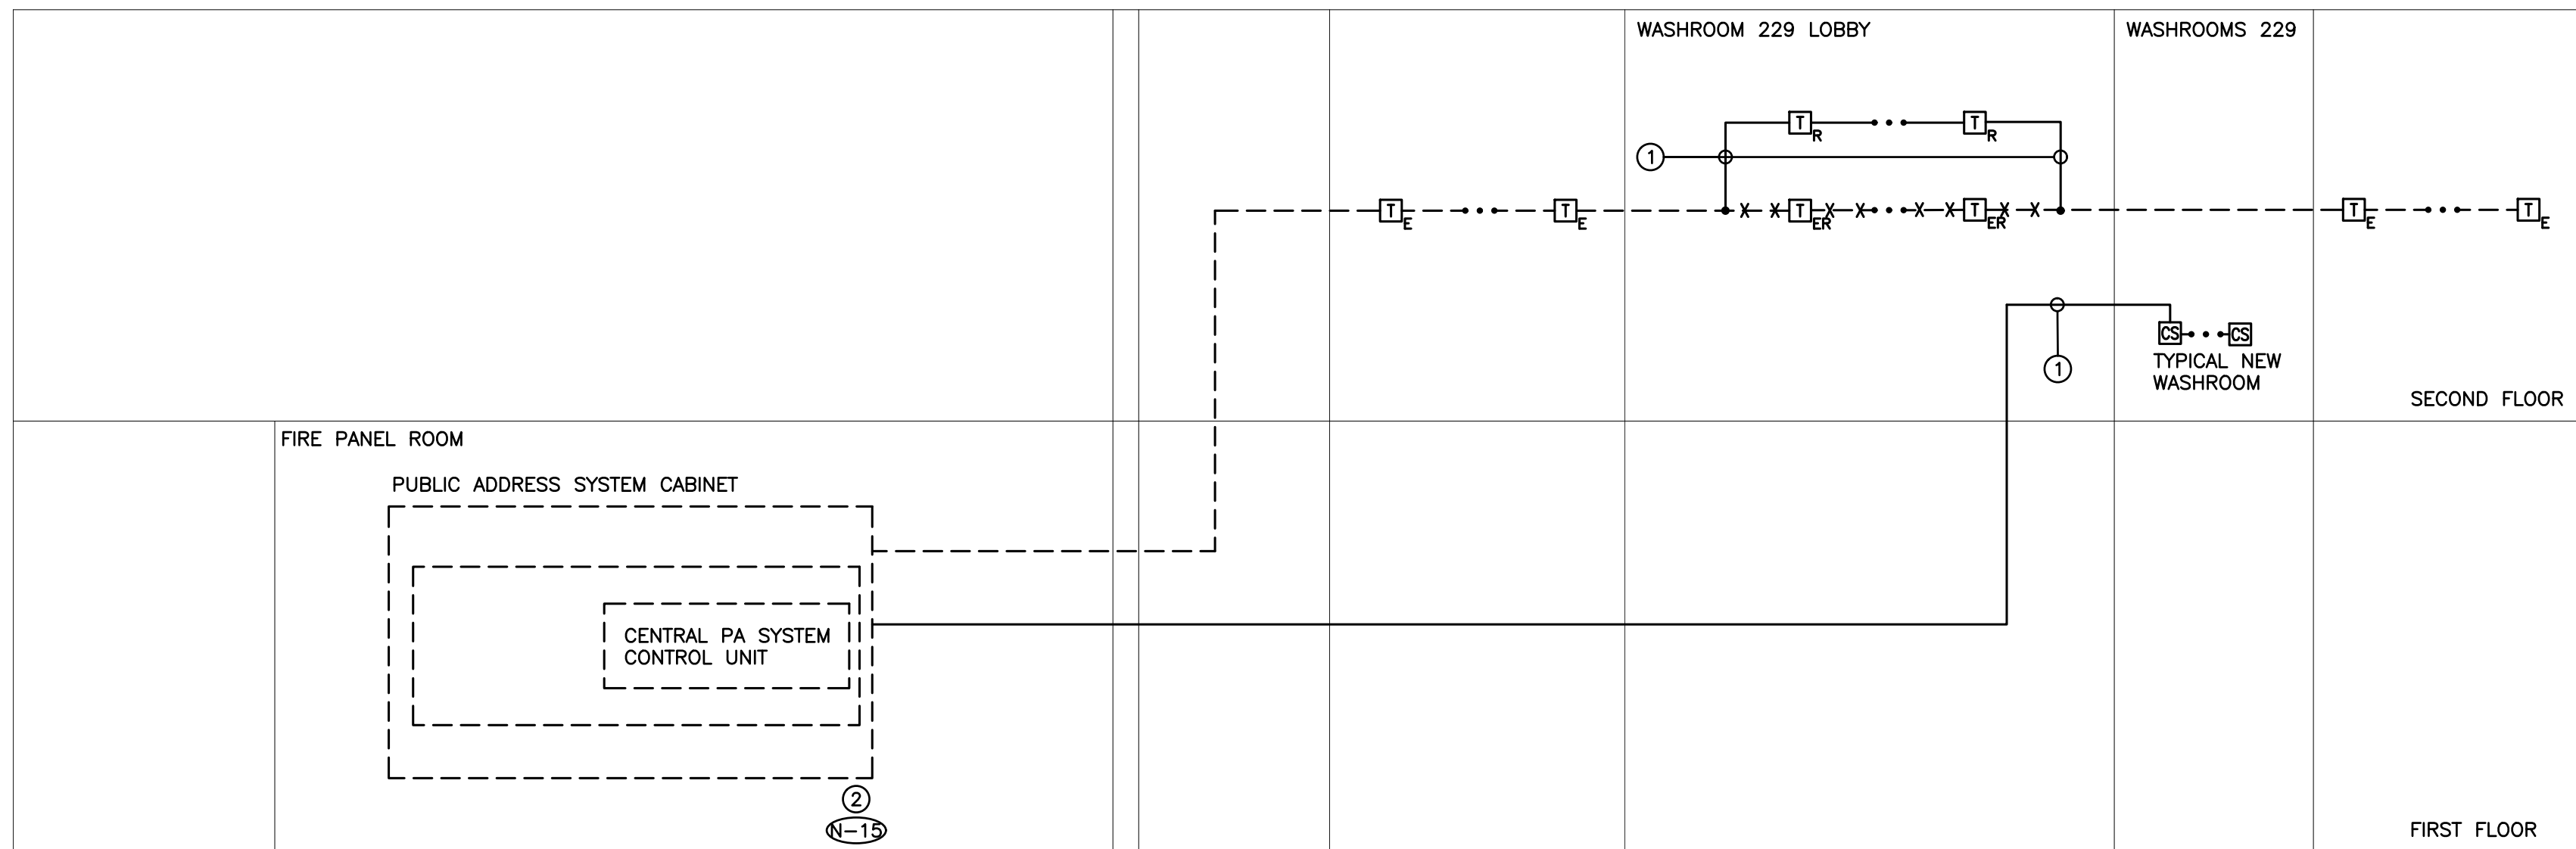 WASHROOM 229 LOBBY
WASHROOMS 229
T R
T R
1
T E
T E
X X T ER X X X X T ER X X
T E
T E
CS CS
TYPICAL NEW
WASHROOM
1
SECOND FLOOR
FIRE PANEL ROOM
PUBLIC ADDRESS SYSTEM CABINET
CENTRAL PA SYSTEM
CONTROL UNIT
2
N-15
FIRST FLOOR